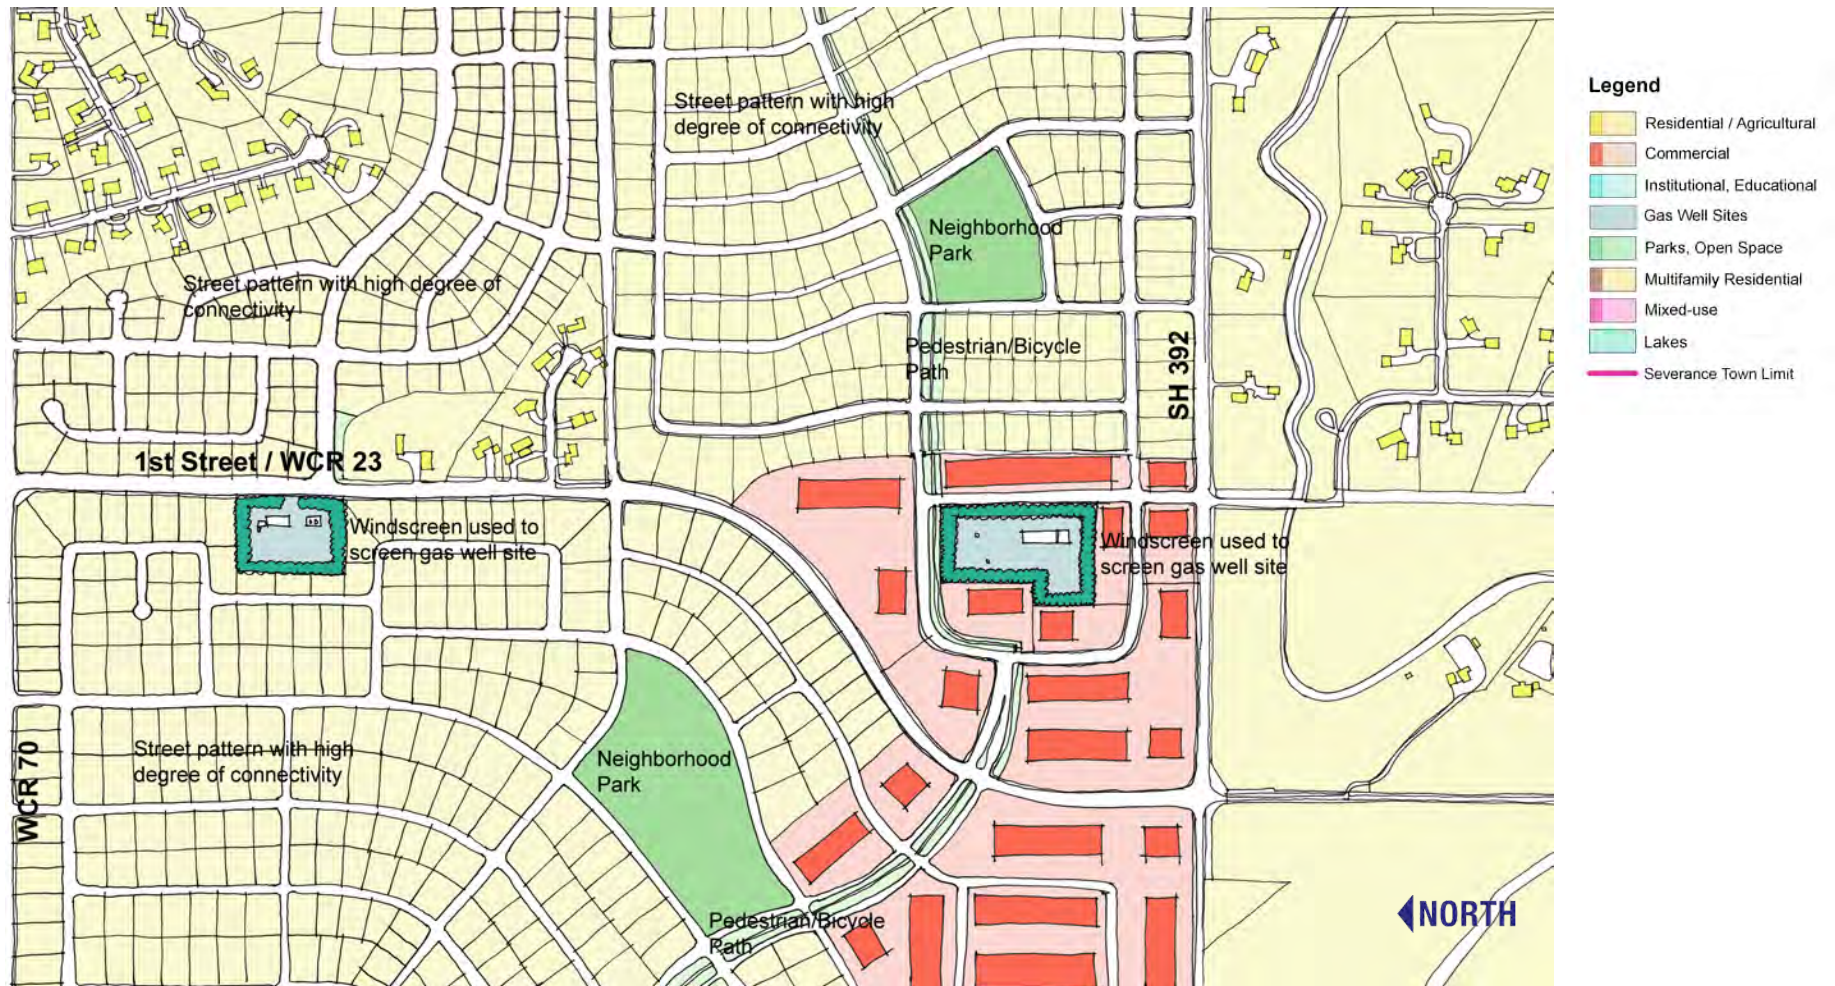 Street pattern with high
degree of connectivity
Neighborhood
Park
Street pattern with high degree of
connectivity
Pedestrian/Bicycle
Path
SH 392
1st Street / WCR 23
Windscreen used to
screen gas well site
Windscreen used to
screen gas well site
Street pattern with high
degree of connectivity
WCR 70
Neighborhood
Park
Pedestrian/Bicycle
Path
NORTH
Legend
Residential / Agricultural
Commercial
Institutional, Educational
Gas Well Sites
Parks, Open Space
Multifamily Residential
Mixed-use
Lakes
Severance Town Limit